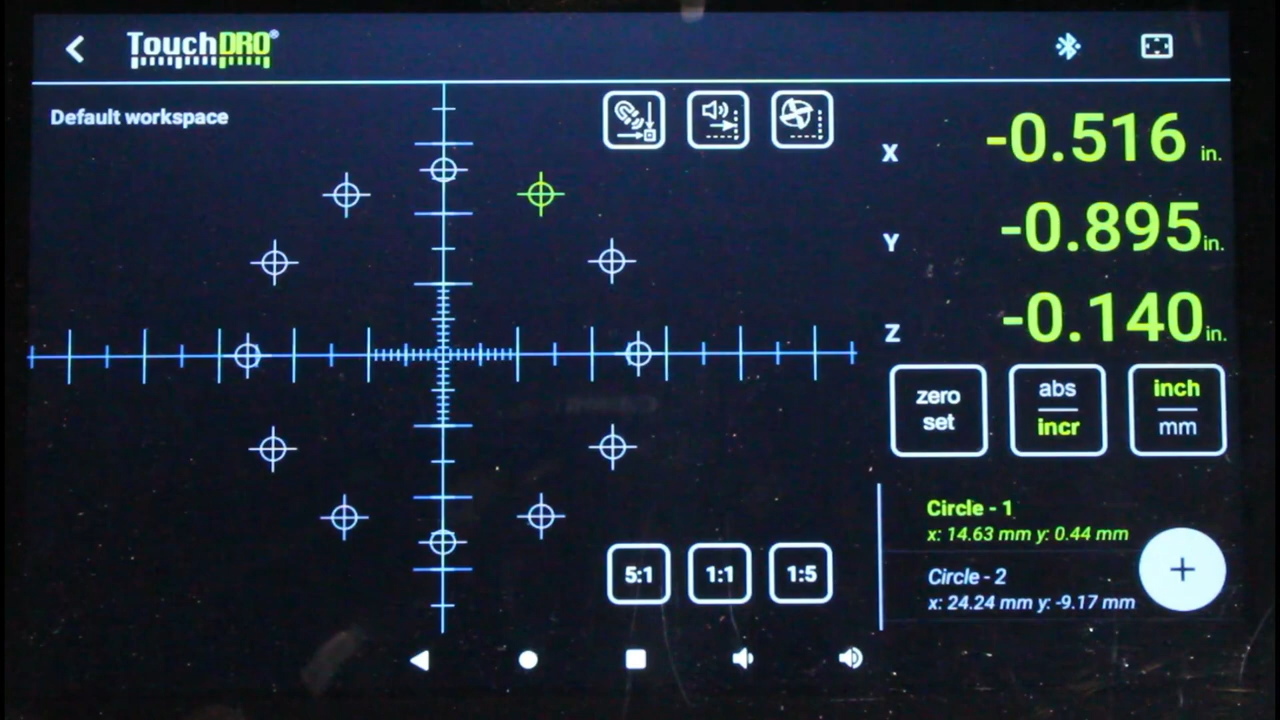 TouchDRO®
Default workspace
X -0.516 in.
Y -0.895 in.
Z -0.140 in.
zero set
abs incr
inch mm
Circle - 1
x: 14.63 mm y: 0.44 mm
Circle - 2
x: 24.24 mm y: -9.17 mm
+
5:1 1:1 1:5